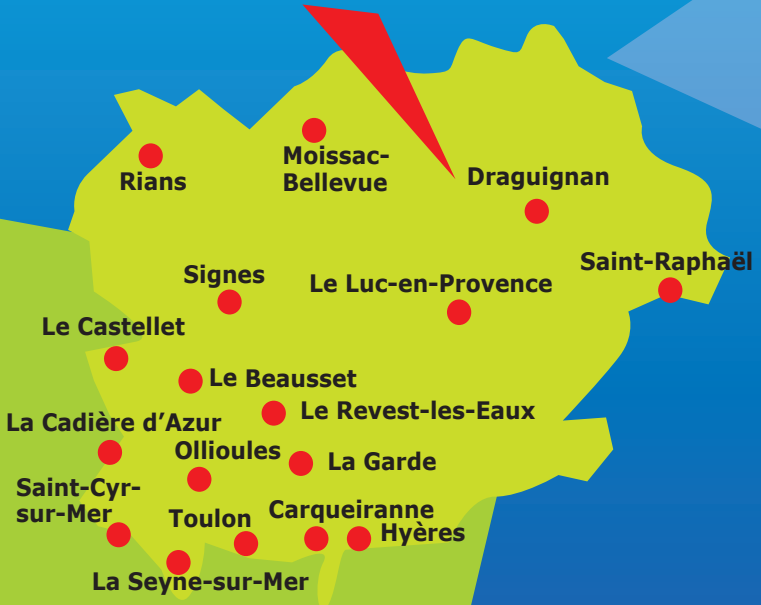 Moissac-
Bellevue
Rians
Draguignan
Saint-Raphaël
Signes
Le Luc-en-Provence
Le Castellet
Le Beausset
Le Revest-les-Eaux
La Cadière d’Azur
Ollioules
La Garde
Saint-Cyr-
sur-Mer
Toulon
Carqueiranne
Hyères
La Seyne-sur-Mer